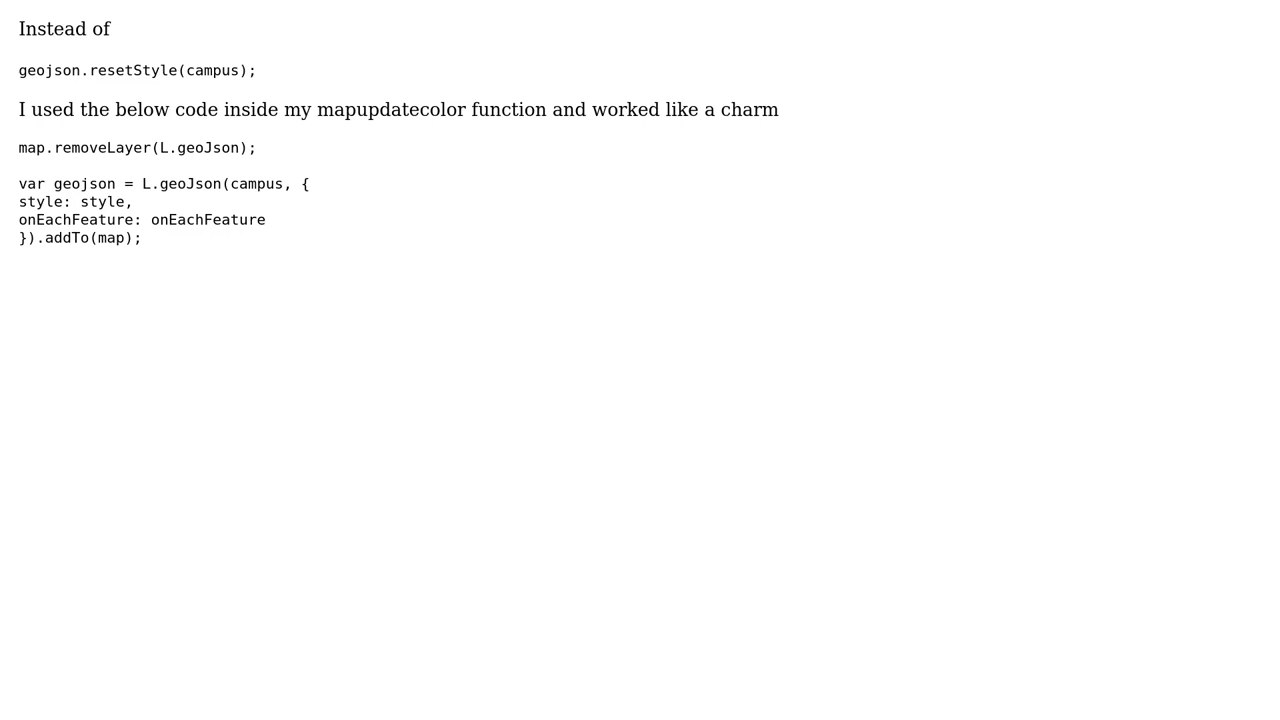 Instead of
geojson.resetStyle(campus);
I used the below code inside my mapupdatecolor function and worked like a charm
map.removeLayer(L.geoJson);
var geojson = L.geoJson(campus, {
style: style,
onEachFeature: onEachFeature
}).addTo(map);